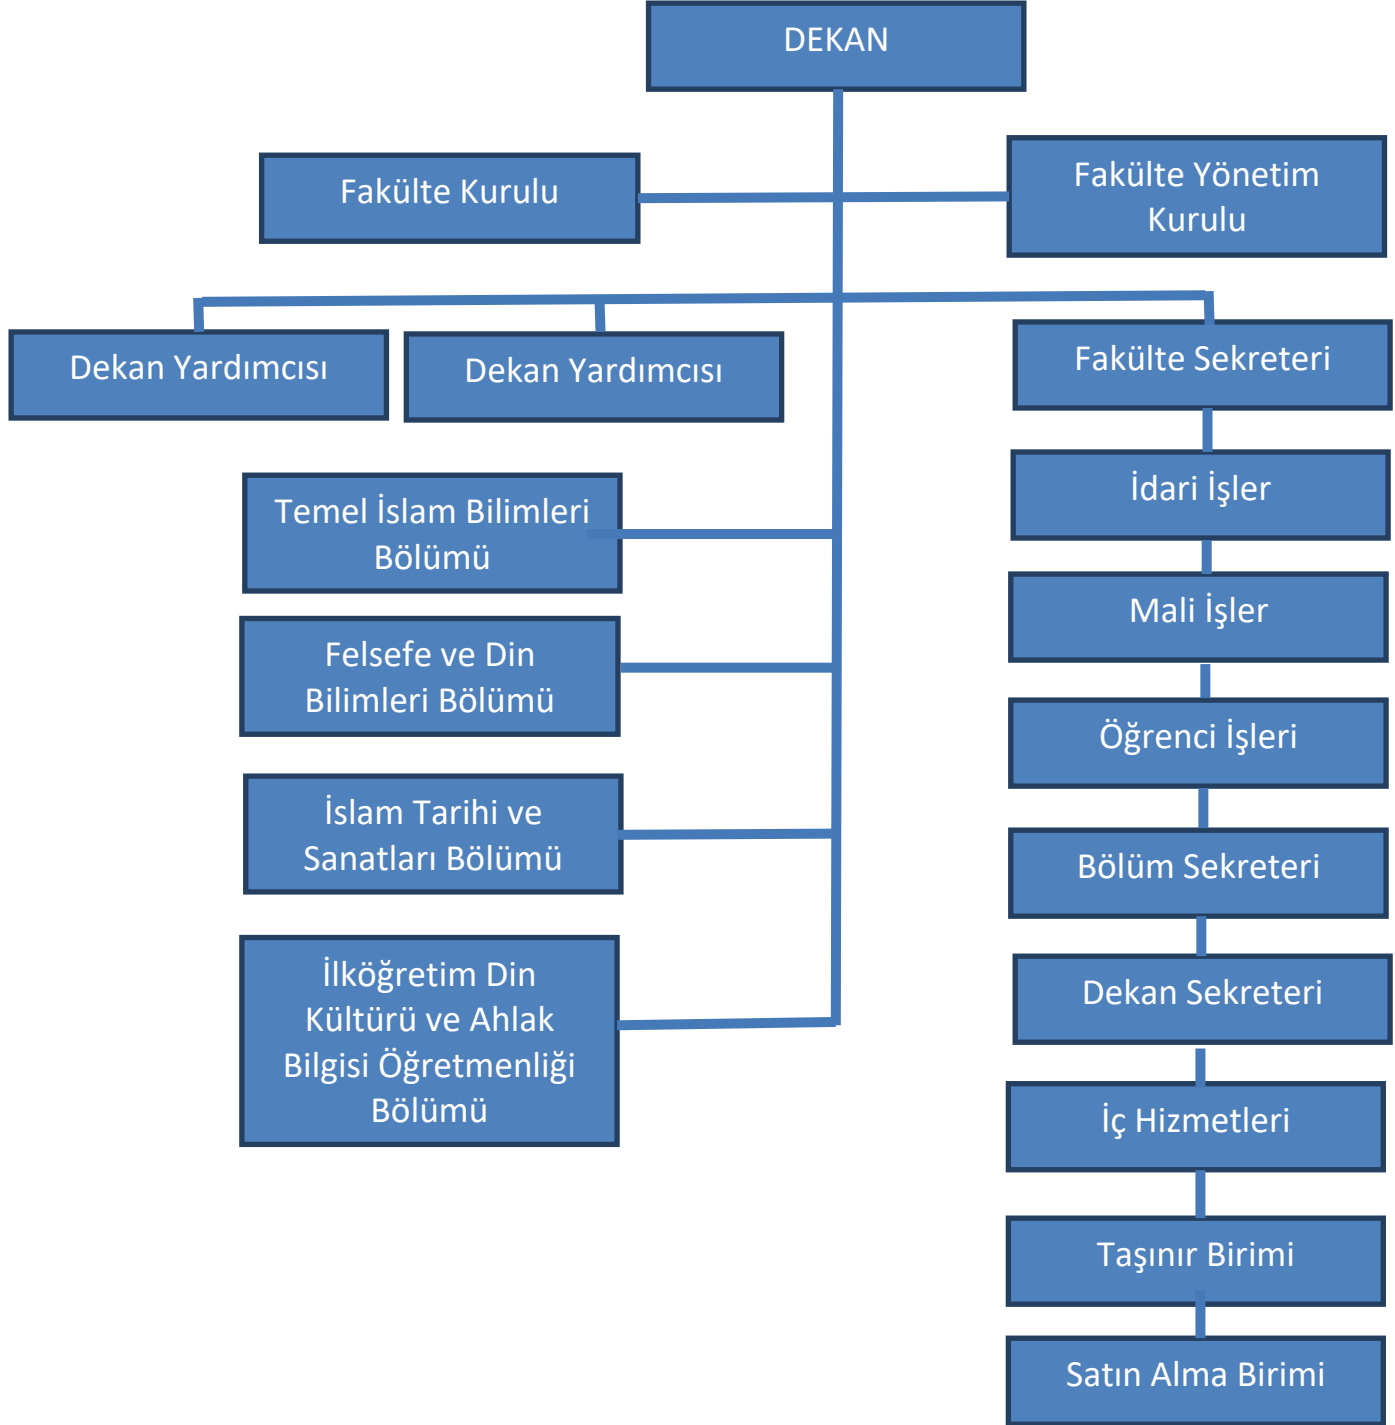 DEKAN
Fakülte Kurulu
Fakülte Yönetim
Kurulu
Dekan Yardımcısı
Dekan Yardımcısı
Fakülte Sekreteri
Temel İslam Bilimleri
Bölümü
Felsefe ve Din
Bilimleri Bölümü
İslam Tarihi ve
Sanatları Bölümü
İlköğretim Din
Kültürü ve Ahlak
Bilgisi Öğretmenliği
Bölümü
İdari İşler
Mali İşler
Öğrenci İşleri
Bölüm Sekreteri
Dekan Sekreteri
İç Hizmetleri
Taşınır Birimi
Satın Alma Birimi